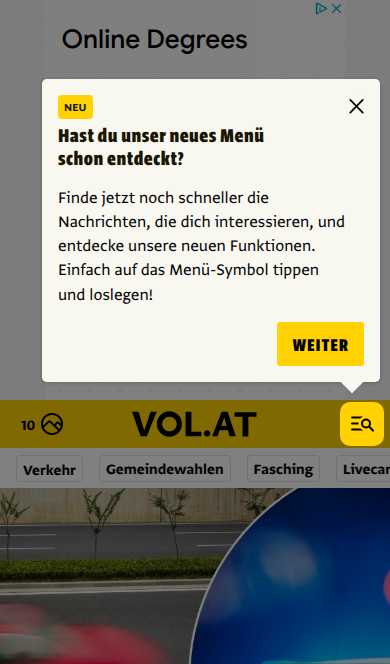 Online Degrees
NEU
Hast du unser neues Menü
schon entdeckt?
Finde jetzt noch schneller die
Nachrichten, die dich interessieren, und
entdecke unsere neuen Funktionen.
Einfach auf das Menü-Symbol tippen
und loslegen!
WEITER
10
VOL.AT
Verkehr
Gemeindewahlen
Fasching
Livecar